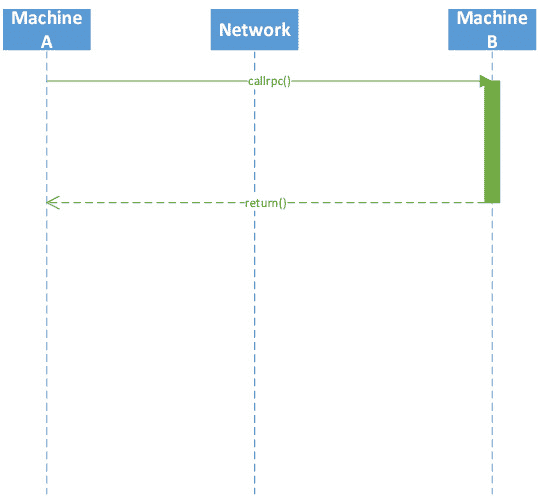 Machine
A
Network
Machine
B
callrpc()
return()